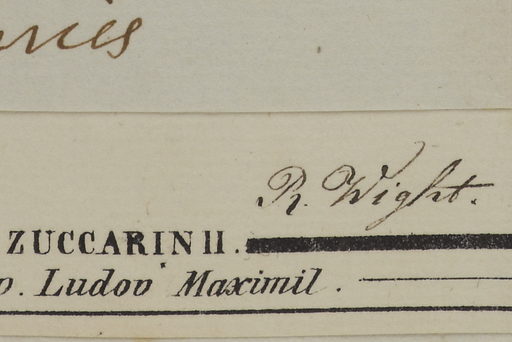 R. Wight.
ZUCCARINII.
Ludov Maximil.